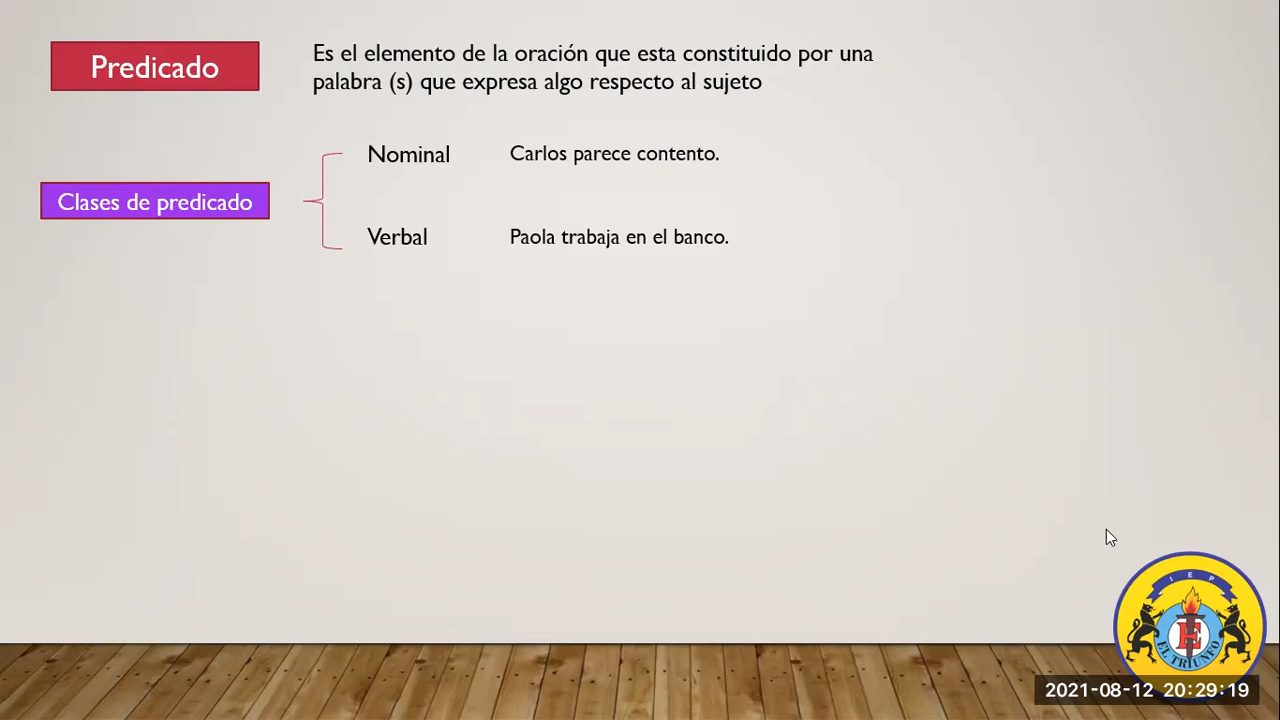 Predicado
Es el elemento de la oración que esta constituido por una
palabra (s) que expresa algo respecto al sujeto
Nominal
Carlos parece contento.
Clases de predicado
Verbal
Paola trabaja en el banco.
I E P
E
EL TRIUNFO
2021-08-12 20:29:19